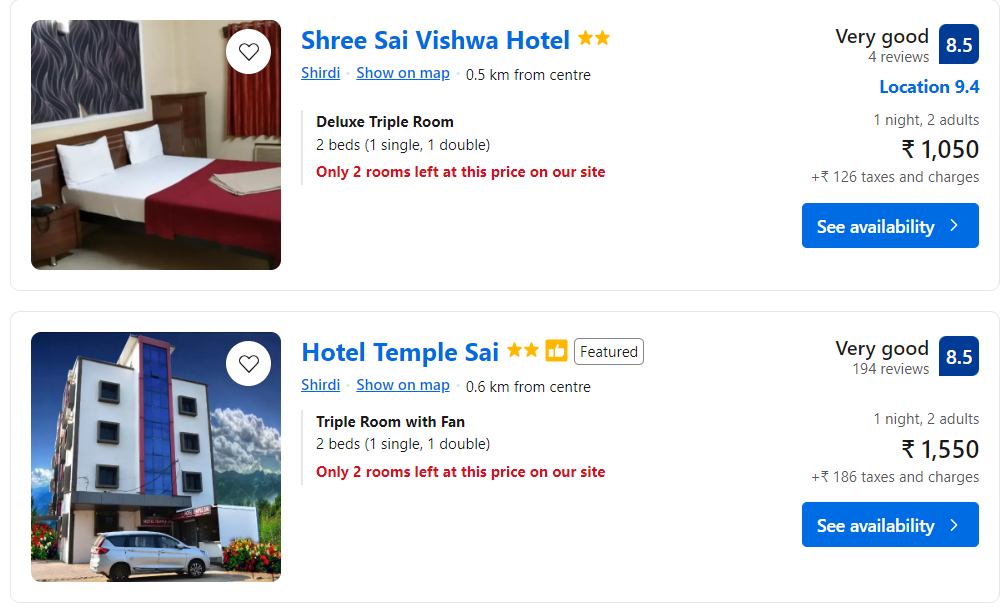 Shree Sai Vishwa Hotel
Shirdi · Show on map · 0.5 km from centre
Deluxe Triple Room
2 beds (1 single, 1 double)
Only 2 rooms left at this price on our site
Very good 8.5
4 reviews
Location 9.4
1 night, 2 adults
₹ 1,050
+₹ 126 taxes and charges
See availability
Hotel Temple Sai Featured
Shirdi · Show on map · 0.6 km from centre
Triple Room with Fan
2 beds (1 single, 1 double)
Only 2 rooms left at this price on our site
Very good 8.5
194 reviews
1 night, 2 adults
₹ 1,550
+₹ 186 taxes and charges
See availability
HOTEL TEMPLE SAI